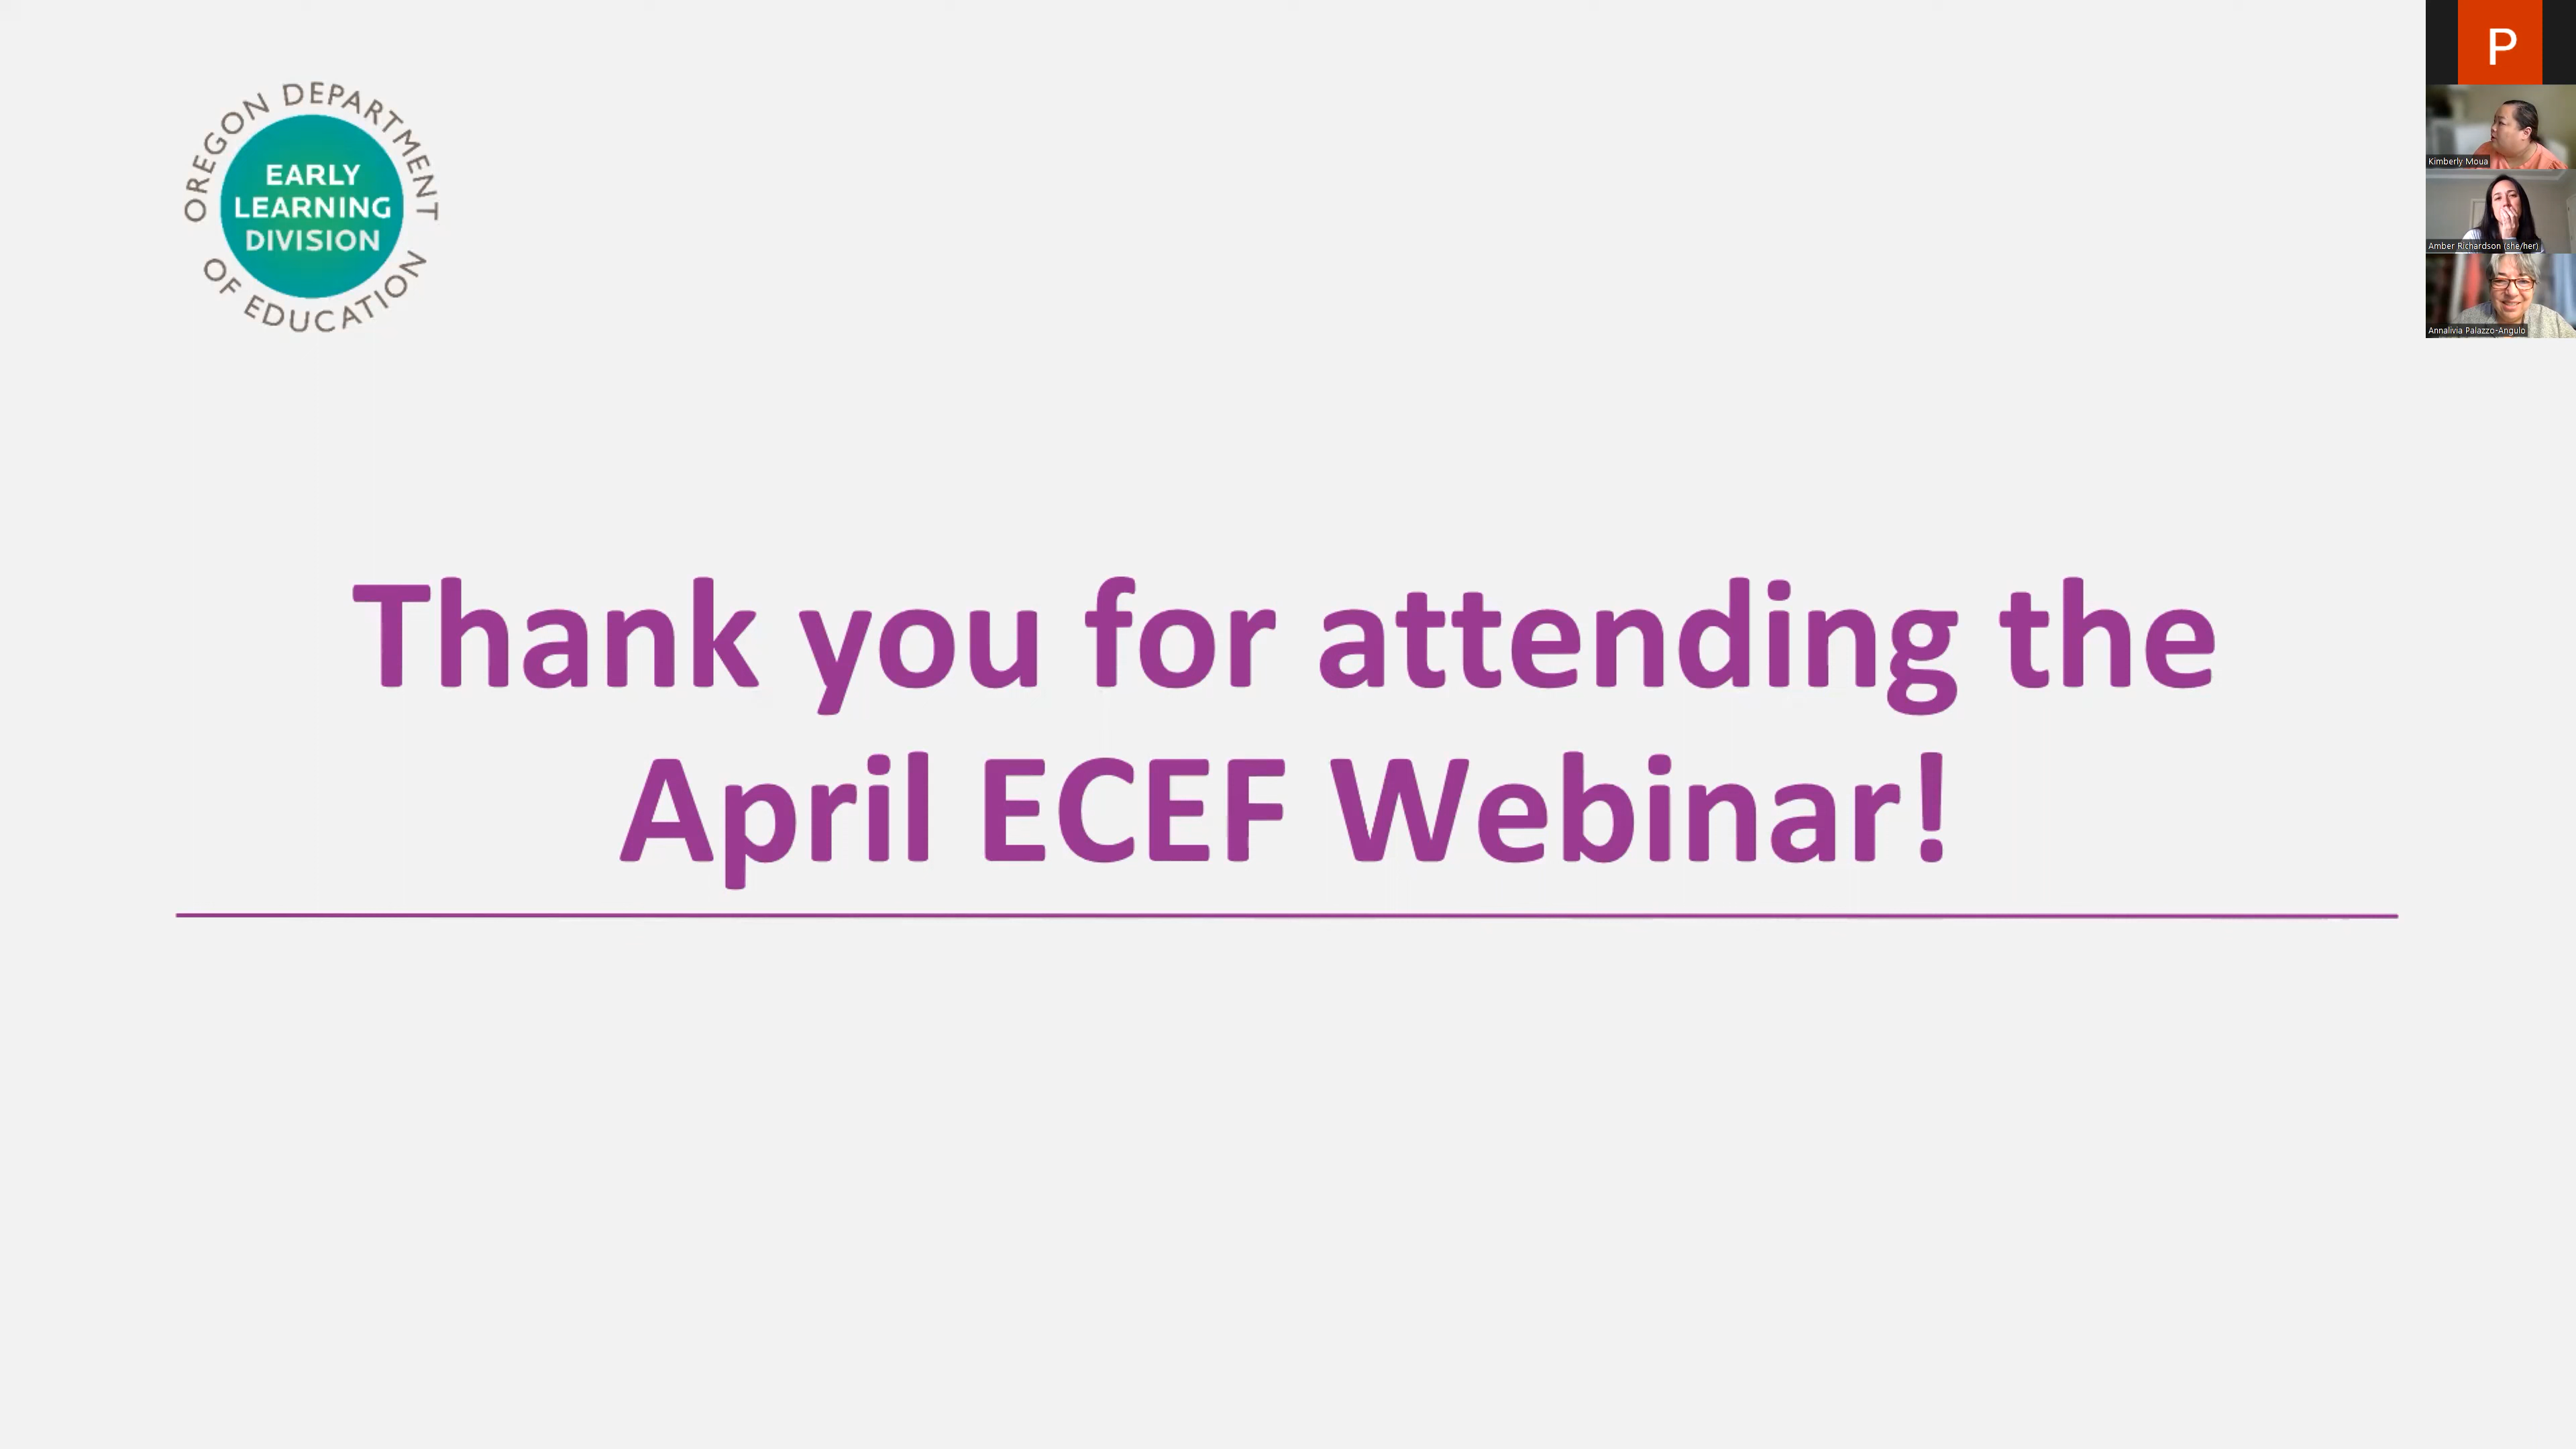 OREGON DEPARTMENT
OF EDUCATION
EARLY
LEARNING
DIVISION
P
Kimberly Moua
Amber Richardson (she/her)
Annalivia Palazzo-Angulo
Thank you for attending the
April ECEF Webinar!